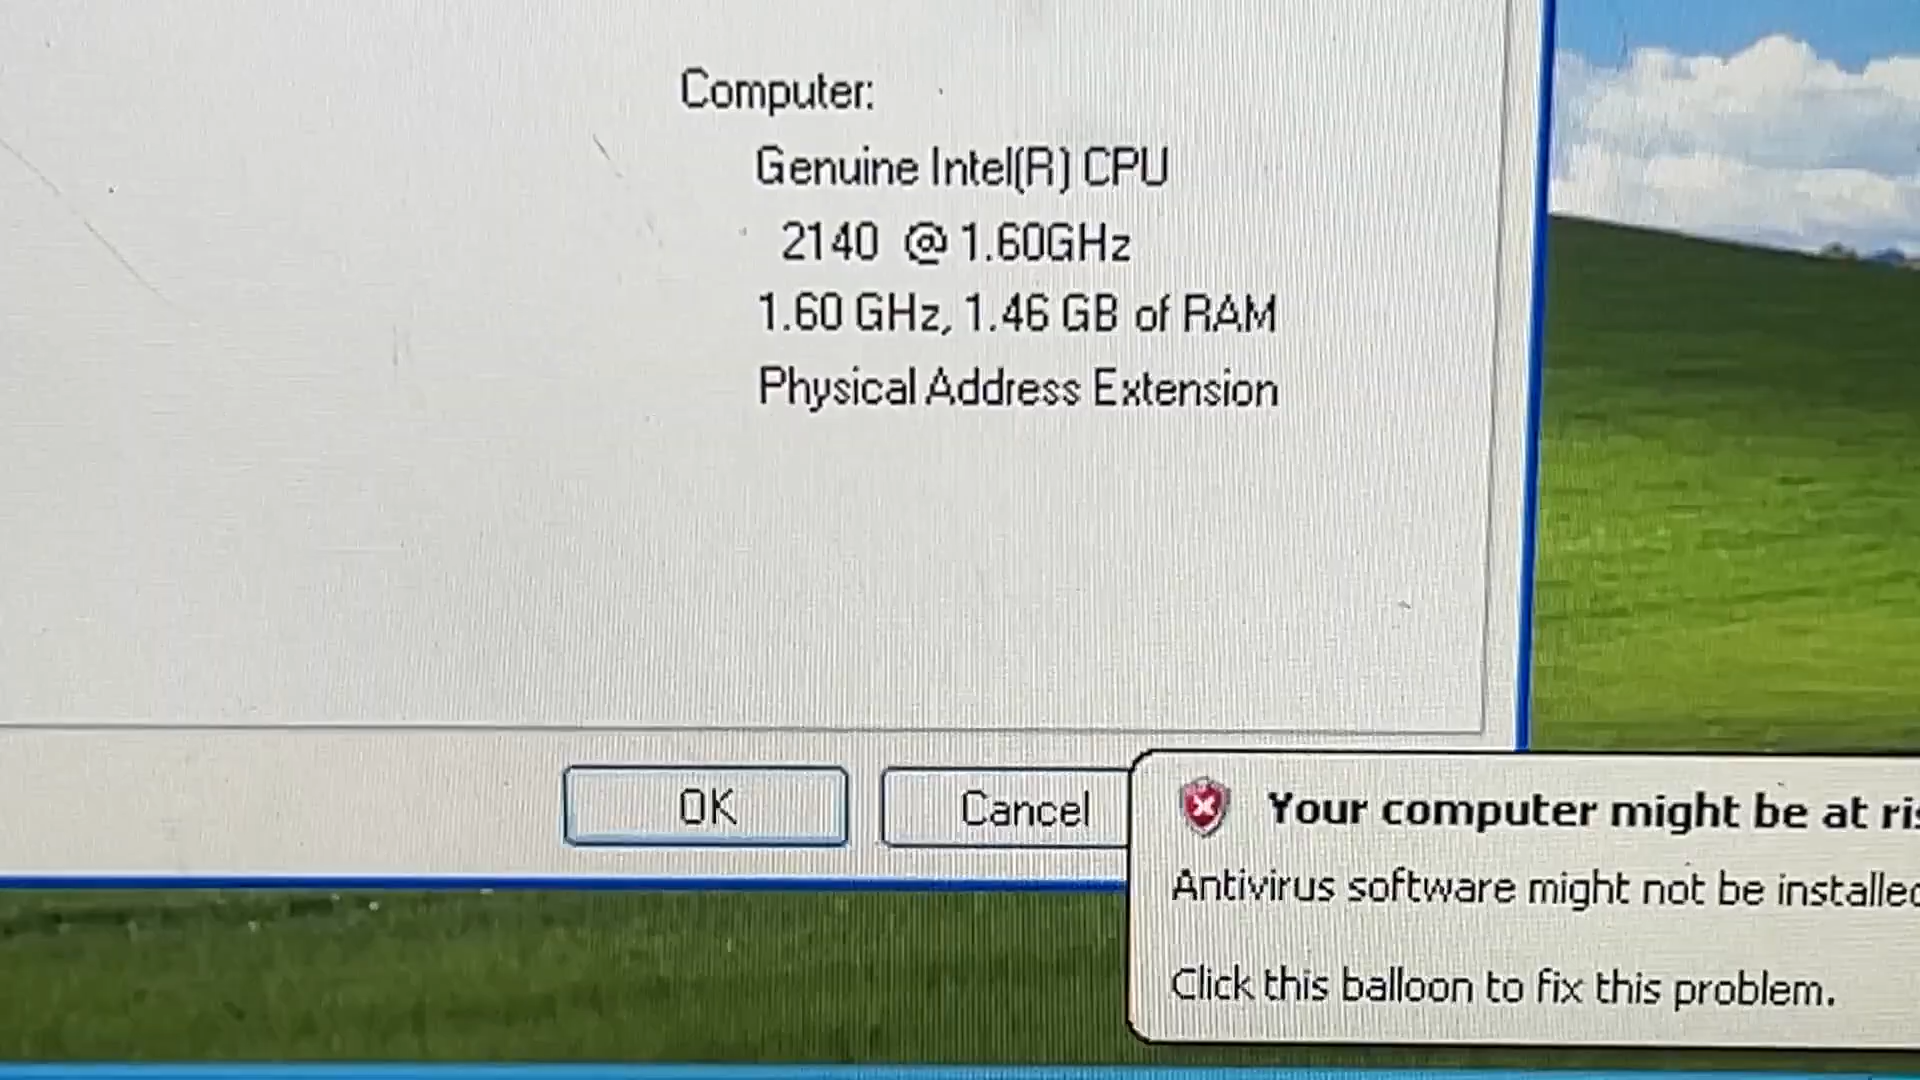 Computer:
Genuine Intel(R) CPU
2140 @ 1.60GHz
1.60 GHz, 1.46 GB of RAM
Physical Address Extension
OK
Cancel
Your computer might be at
Antivirus software might not be
Click this balloon to fix this problem.